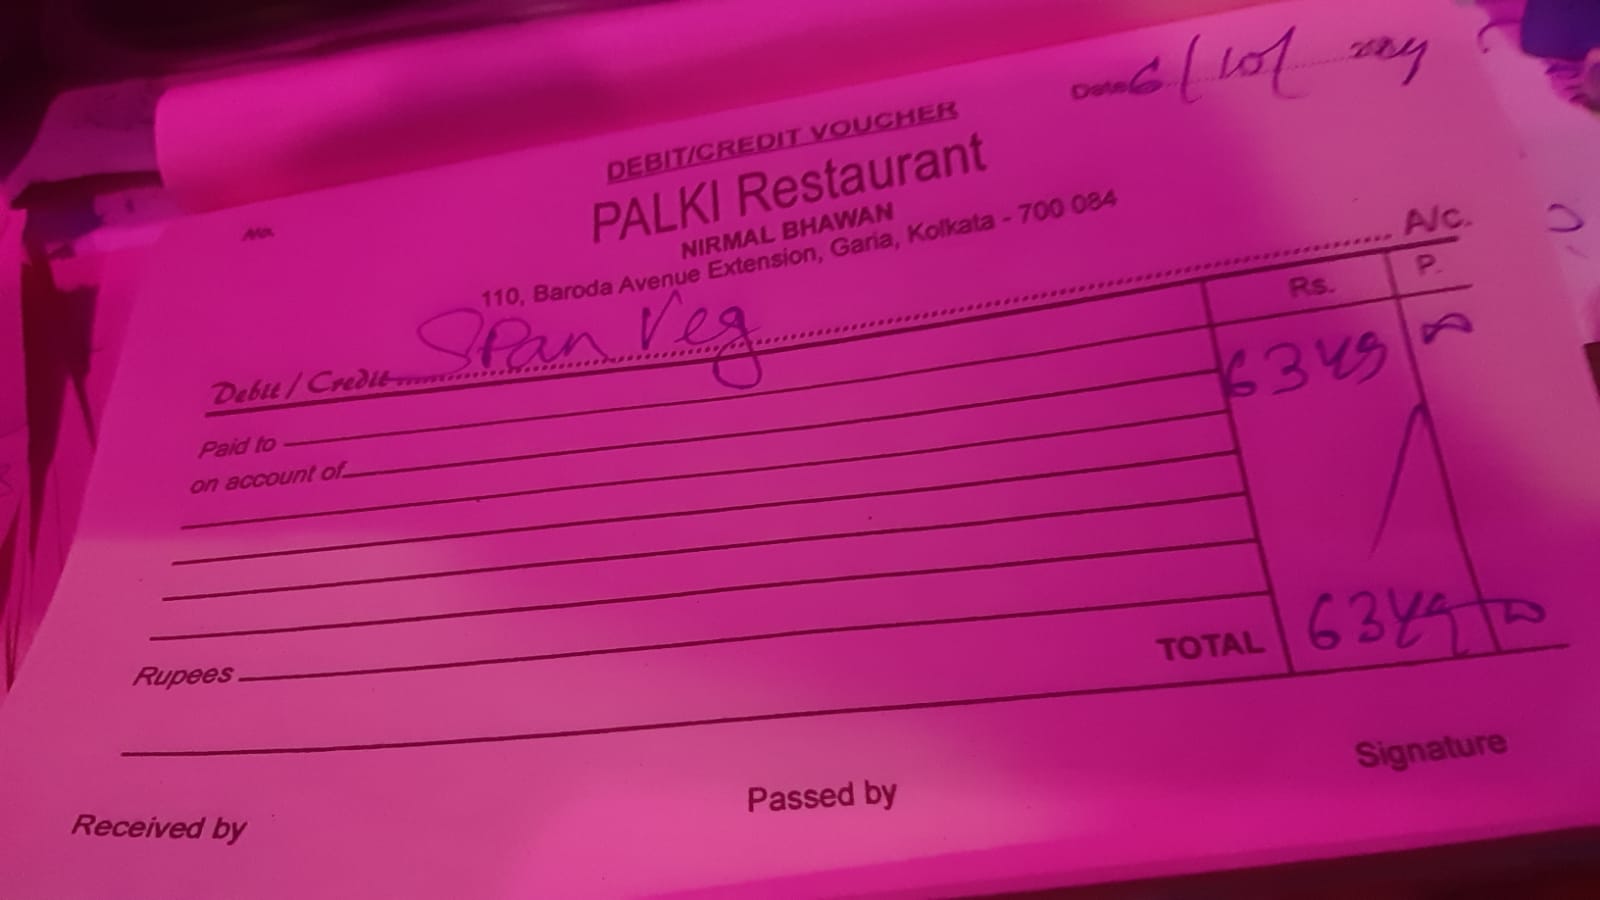 Date 6/10/2024
DEBIT/CREDIT VOUCHER
PALKI Restaurant
No.
NIRMAL BHAWAN
110, Baroda Avenue Extension, Garia, Kolkata - 700 084
Debit / Credit Span Veg A/c.
Rs. P.
Paid to 6349 00
on account of
Rupees
TOTAL 6349 00
Signature
Passed by
Received by